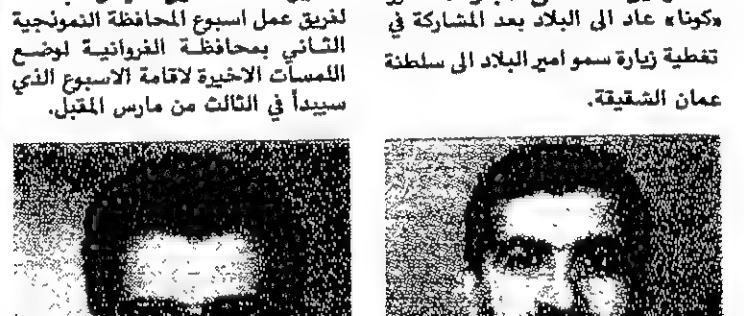 «كونا» عاد الى البلاد بعد المشاركة في
تغطية زيارة سمو امير البلاد الى سلطنة
عمان الشقيقة.
لفريق عمل اسبوع المحافظة النموذجية
الثاني بمحافظة الفروانية لوضع
اللمسات الاخيرة لاقامة الاسبوع الذي
سيبدأ في الثالث من مارس المقبل.